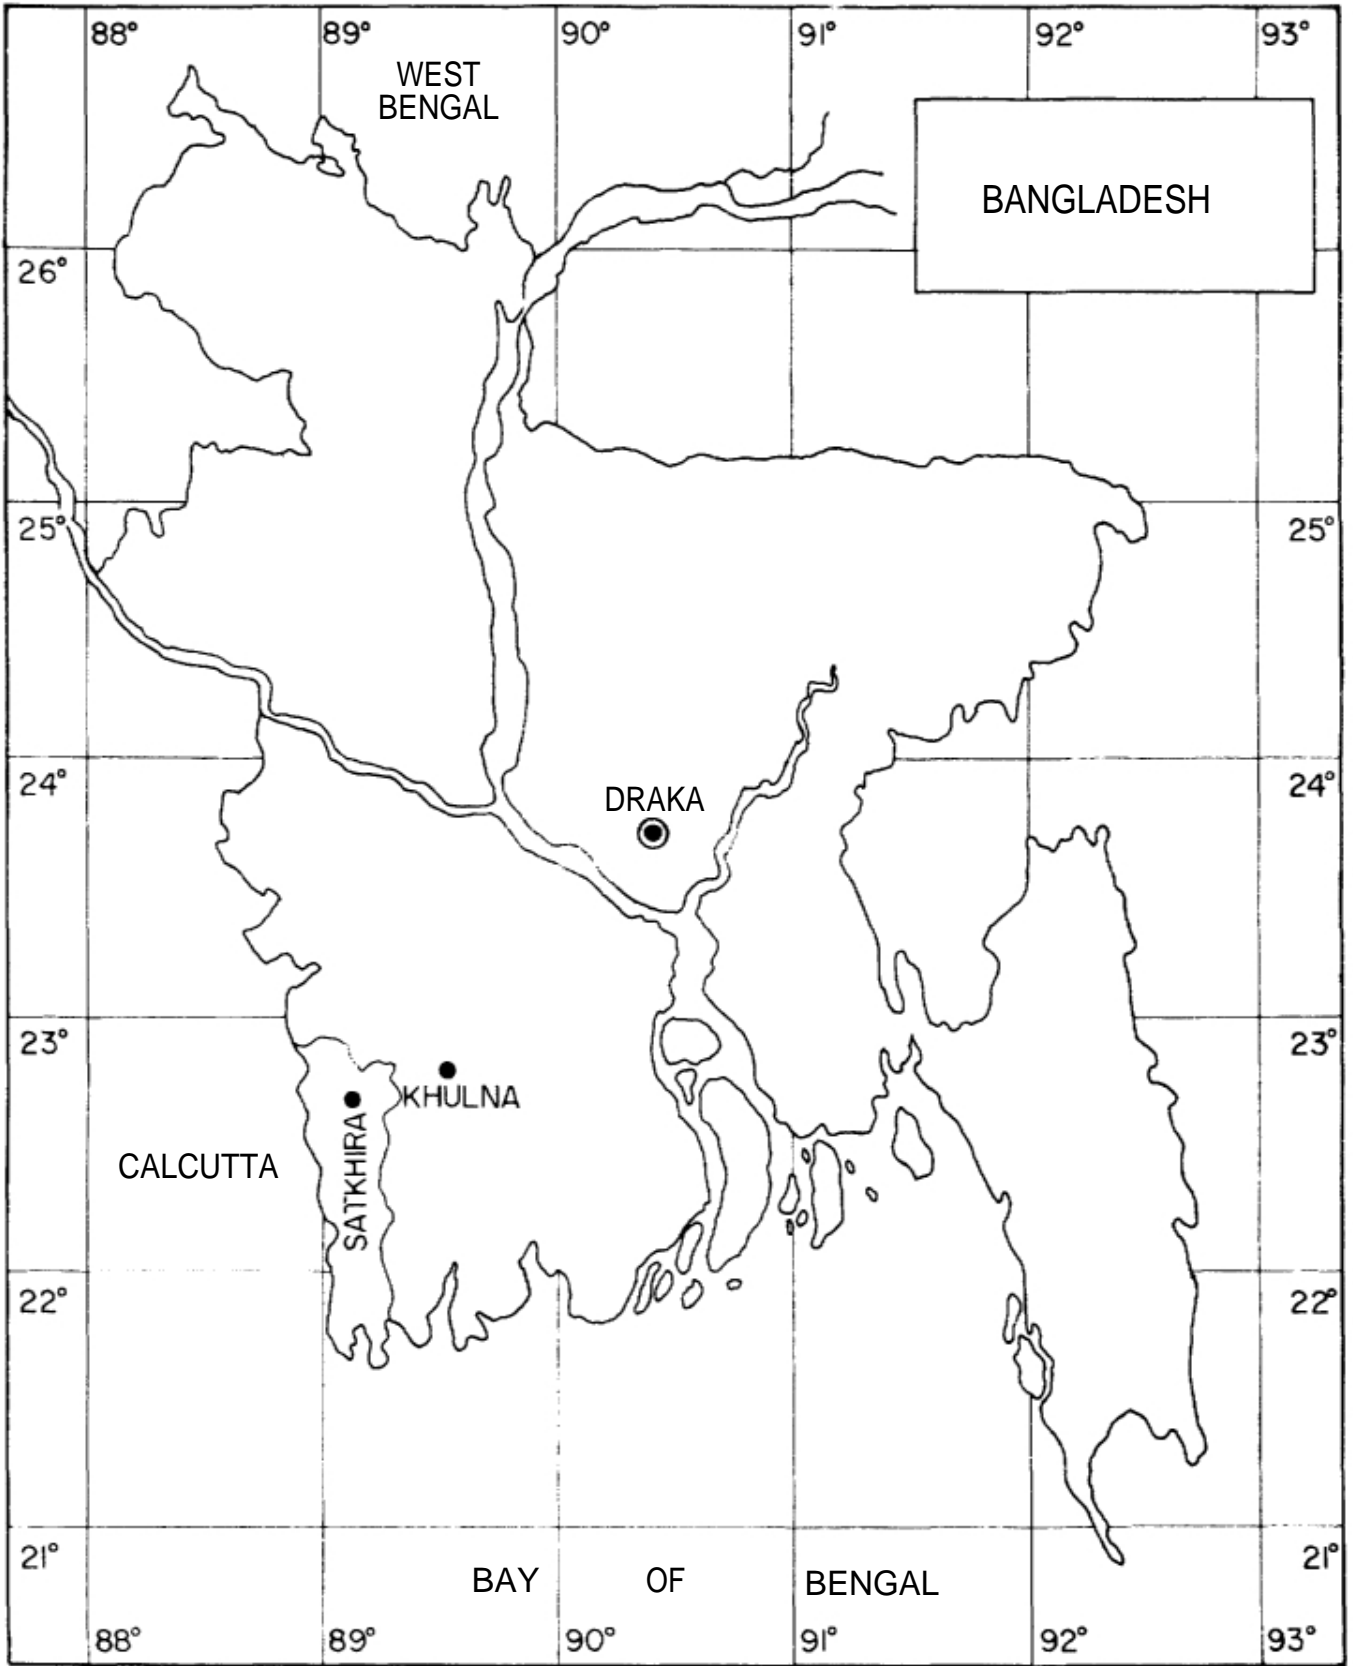 88° 89° 90° 91° 92° 93°
WEST
BENGAL
BANGLADESH
26°
25° 25°
24° 24°
DRAKA
23° 23°
KHULNA
SATKHIRA
CALCUTTA
22° 22°
21° 21°
BAY OF BENGAL
88° 89° 90° 91° 92° 93°